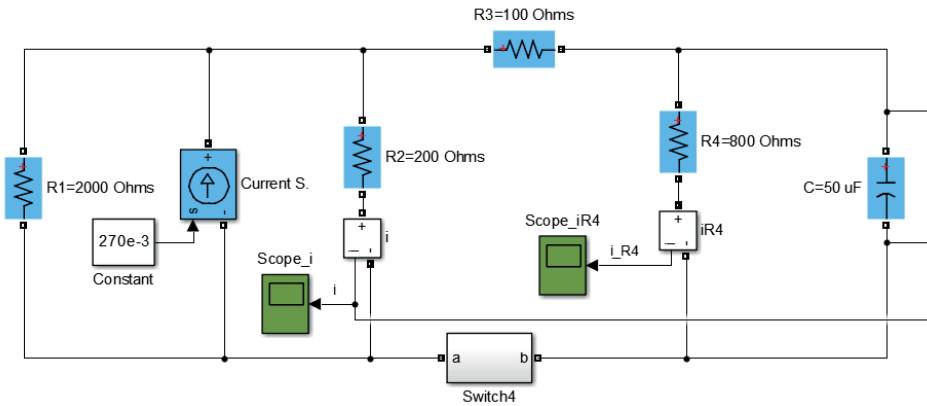 R3=100 Ohms
R2=200 Ohms
R4=800 Ohms
R1=2000 Ohms
+
Current S.
s
-
C=50 uF
270e-3
Constant
+
-
i
Scope_i
i
Scope_iR4
+
-
iR4
i_R4
a
b
Switch4